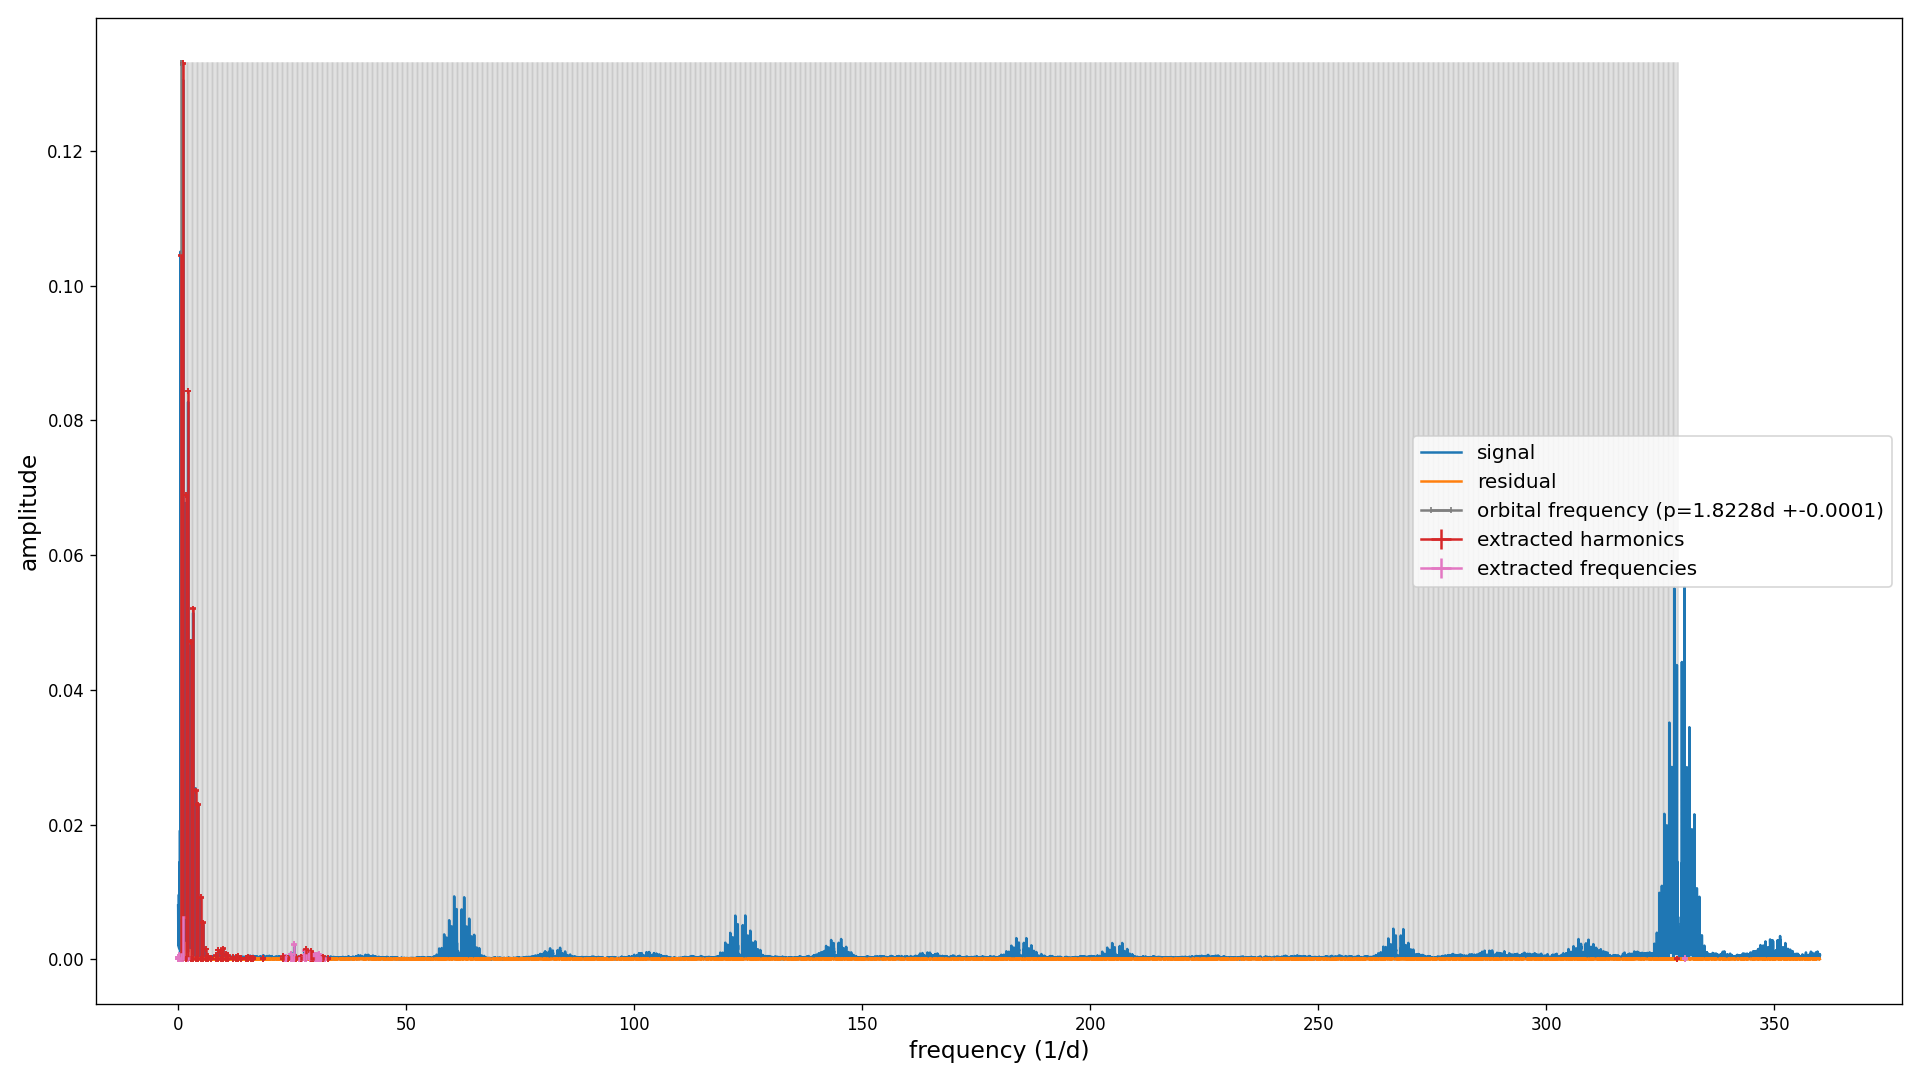 0.12
0.10
0.08
0.06
0.04
0.02
0.00
amplitude
signal
residual
orbital frequency (p=1.8228d +-0.0001)
extracted harmonics
extracted frequencies
0 50 100 150 200 250 300 350
frequency (1/d)